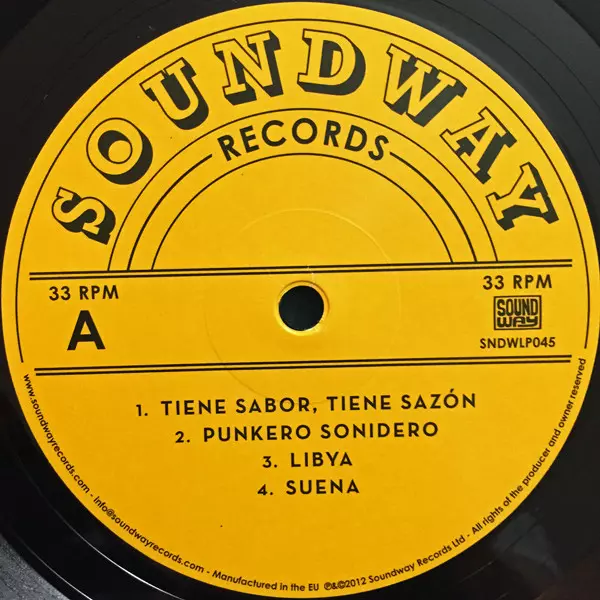 SOUNDWAY
RECORDS
33 RPM
A
33 RPM
SOUND
WAY
SNDWLP045
1. TIENE SABOR, TIENE SAZÓN
2. PUNKERO SONIDERO
3. LIBYA
4. SUENA
www.soundwayrecords.com - info@soundwayrecords.com - Manufactured in the EU ℗&©2012 Soundway Records Ltd - All rights of the producer and owner reserved